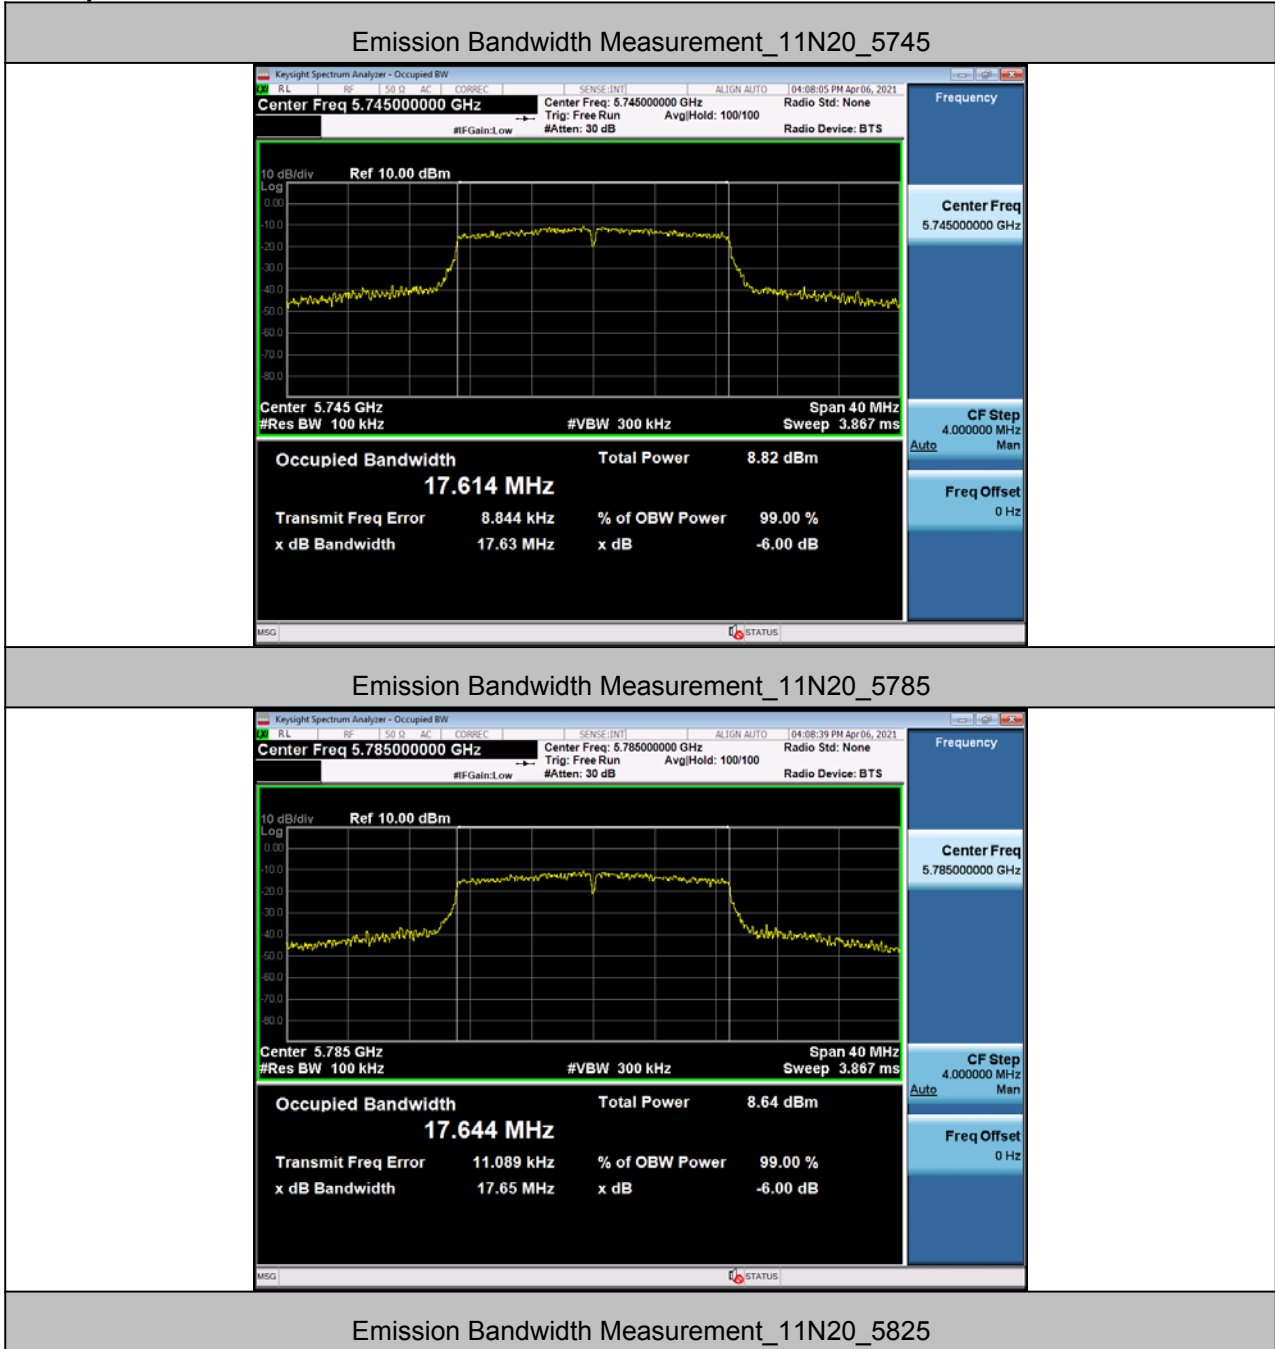 Emission Bandwidth Measurement_11N20_5745
Keysight Spectrum Analyzer - Occupied BW
RL RF 50 Ω AC CORREC SENSE:INT ALIGN AUTO 04:08:05 PM Apr 06, 2021
Center Freq 5.745000000 GHz
Center Freq: 5.745000000 GHz
Radio Std: None
Trig: Free Run Avg|Hold: 100/100
#IFGain:Low
#Atten: 30 dB
Radio Device: BTS
Frequency
10 dB/div Ref 10.00 dBm
Log
0.00
-10.0
-20.0
-30.0
-40.0
-50.0
-60.0
-70.0
-80.0
Center Freq
5.745000000 GHz
Center 5.745 GHz Span 40 MHz
#Res BW 100 kHz #VBW 300 kHz Sweep 3.867 ms
CF Step
4.000000 MHz
Auto Man
Occupied Bandwidth Total Power 8.82 dBm
17.614 MHz
Transmit Freq Error 8.844 kHz % of OBW Power 99.00 %
x dB Bandwidth 17.63 MHz x dB -6.00 dB
Freq Offset
0 Hz
MSG STATUS
Emission Bandwidth Measurement_11N20_5785
Keysight Spectrum Analyzer - Occupied BW
RL RF 50 Ω AC CORREC SENSE:INT ALIGN AUTO 04:08:39 PM Apr 06, 2021
Center Freq 5.785000000 GHz
Center Freq: 5.785000000 GHz
Radio Std: None
Trig: Free Run Avg|Hold: 100/100
#IFGain:Low
#Atten: 30 dB
Radio Device: BTS
Frequency
10 dB/div Ref 10.00 dBm
Log
0.00
-10.0
-20.0
-30.0
-40.0
-50.0
-60.0
-70.0
-80.0
Center Freq
5.785000000 GHz
Center 5.785 GHz Span 40 MHz
#Res BW 100 kHz #VBW 300 kHz Sweep 3.867 ms
CF Step
4.000000 MHz
Auto Man
Occupied Bandwidth Total Power 8.64 dBm
17.644 MHz
Transmit Freq Error 11.089 kHz % of OBW Power 99.00 %
x dB Bandwidth 17.65 MHz x dB -6.00 dB
Freq Offset
0 Hz
MSG STATUS
Emission Bandwidth Measurement_11N20_5825